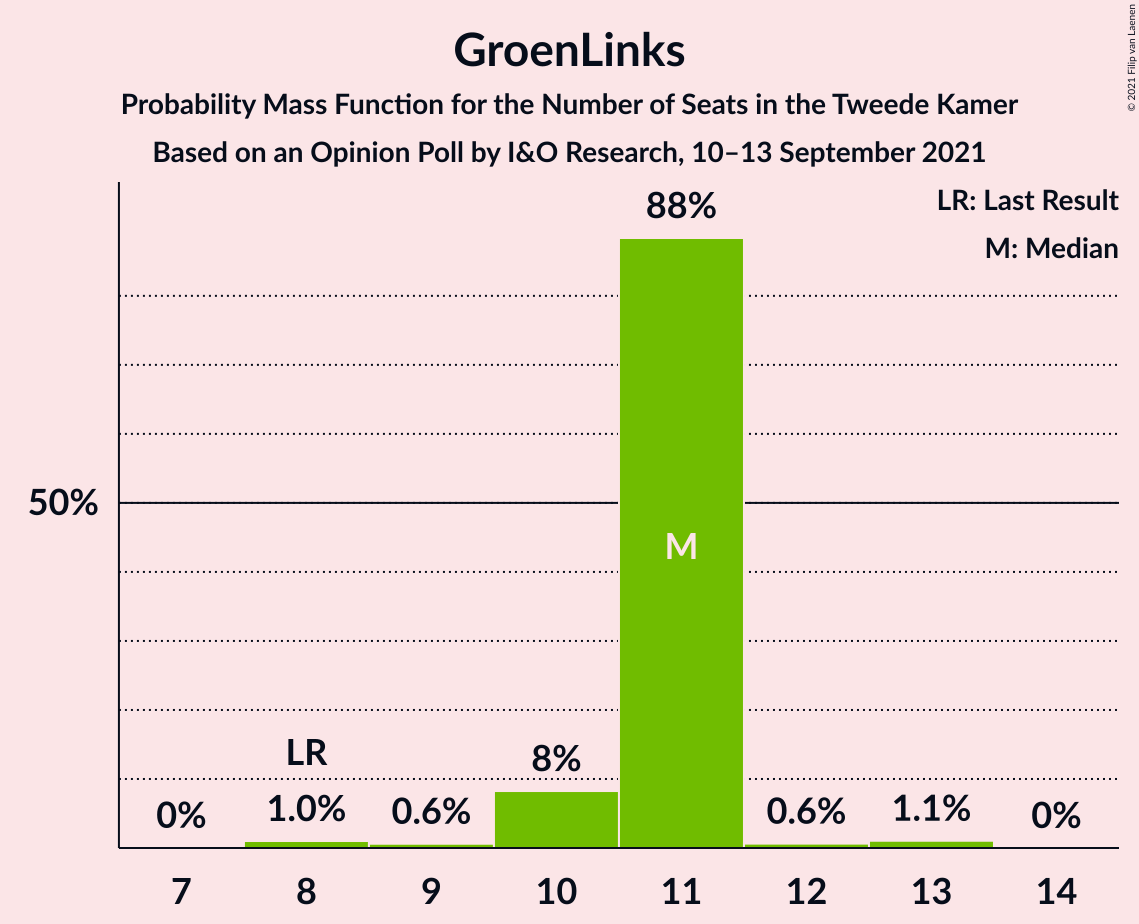 GroenLinks
Probability Mass Function for the Number of Seats in the Tweede Kamer
Based on an Opinion Poll by I&O Research, 10–13 September 2021
© 2021 Filip van Laenen
LR: Last Result
M: Median
88%
50%
M
LR
8%
0%
1.0%
0.6%
0.6%
1.1%
0%
7 8 9 10 11 12 13 14